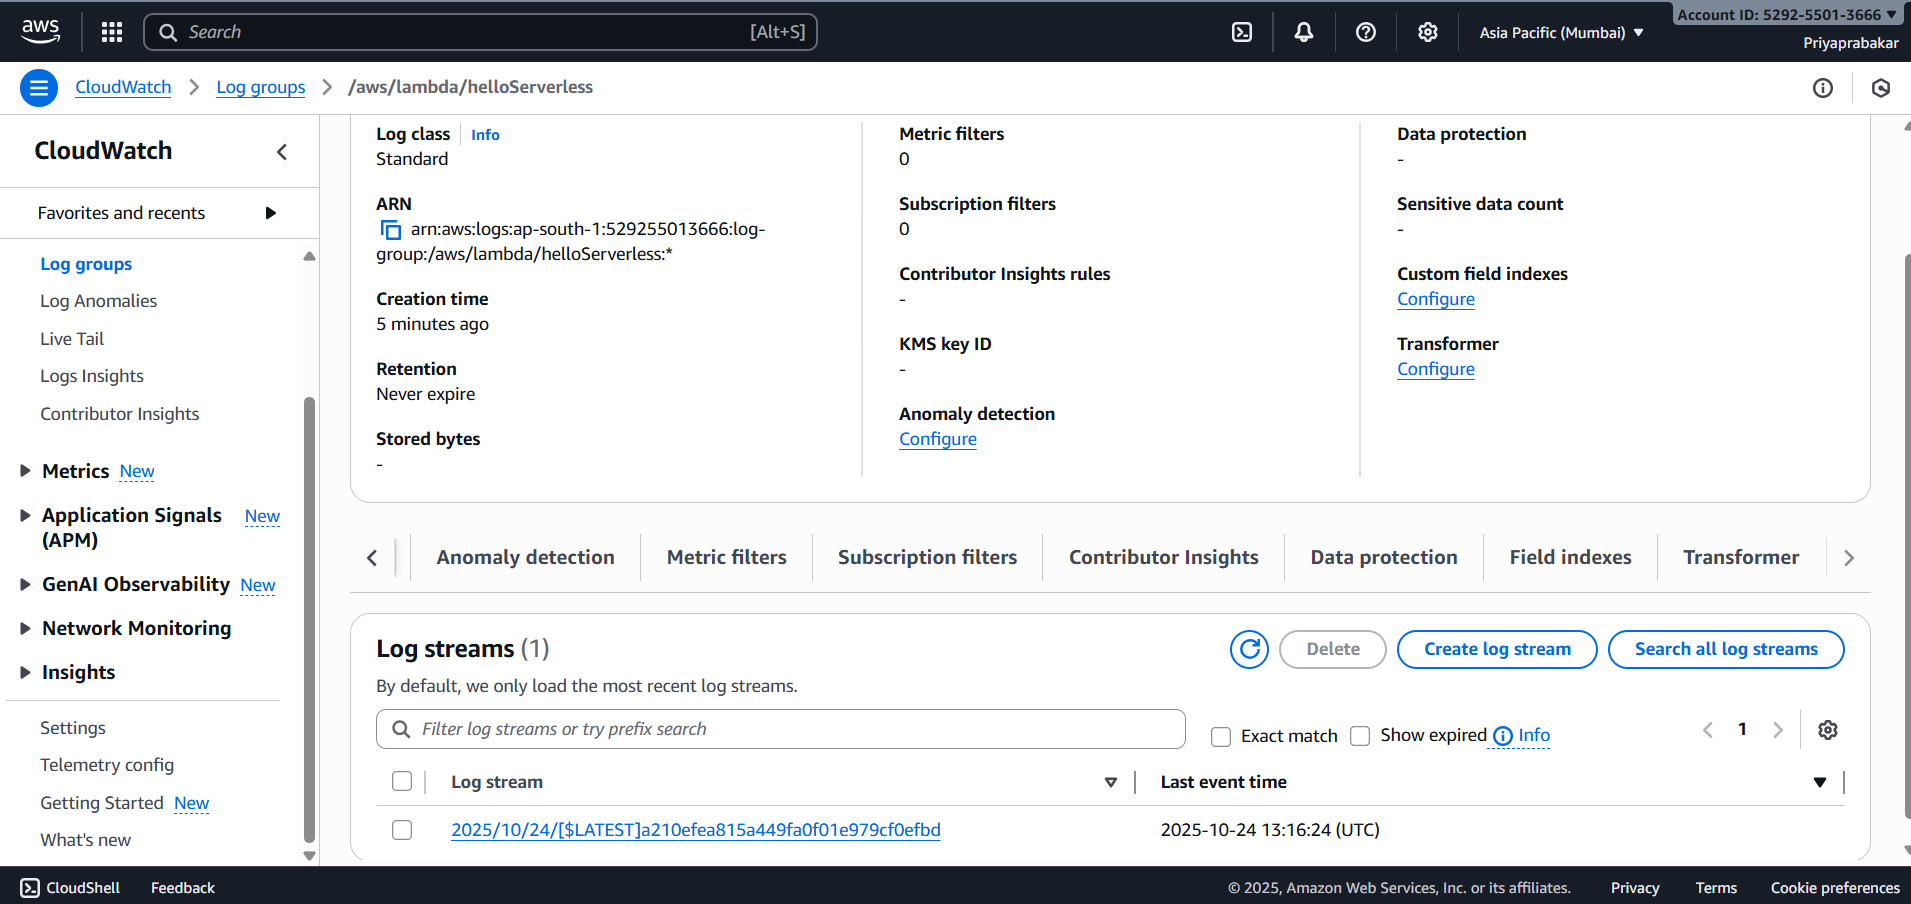 aws
Search
[Alt+S]
Asia Pacific (Mumbai)
Account ID: 5292-5501-3666
Priyaprabakar
CloudWatch
Log groups
/aws/lambda/helloServerless
CloudWatch
Favorites and recents
Log groups
Log Anomalies
Live Tail
Logs Insights
Contributor Insights
Metrics New
Application Signals New
(APM)
GenAI Observability New
Network Monitoring
Insights
Settings
Telemetry config
Getting Started New
What's new
Log class Info
Standard
ARN
arn:aws:logs:ap-south-1:529255013666:log-
group:/aws/lambda/helloServerless:*
Creation time
5 minutes ago
Retention
Never expire
Stored bytes
-
Metric filters
0
Subscription filters
0
Contributor Insights rules
-
KMS key ID
-
Anomaly detection
Configure
Data protection
-
Sensitive data count
-
Custom field indexes
Configure
Transformer
Configure
Anomaly detection
Metric filters
Subscription filters
Contributor Insights
Data protection
Field indexes
Transformer
Log streams (1)
Delete
Create log stream
Search all log streams
By default, we only load the most recent log streams.
Filter log streams or try prefix search
Exact match
Show expired Info
1
Log stream
Last event time
2025/10/24/[$LATEST]a210efea815a449fa0f01e979cf0efbd
2025-10-24 13:16:24 (UTC)
CloudShell
Feedback
© 2025, Amazon Web Services, Inc. or its affiliates.
Privacy
Terms
Cookie preferences